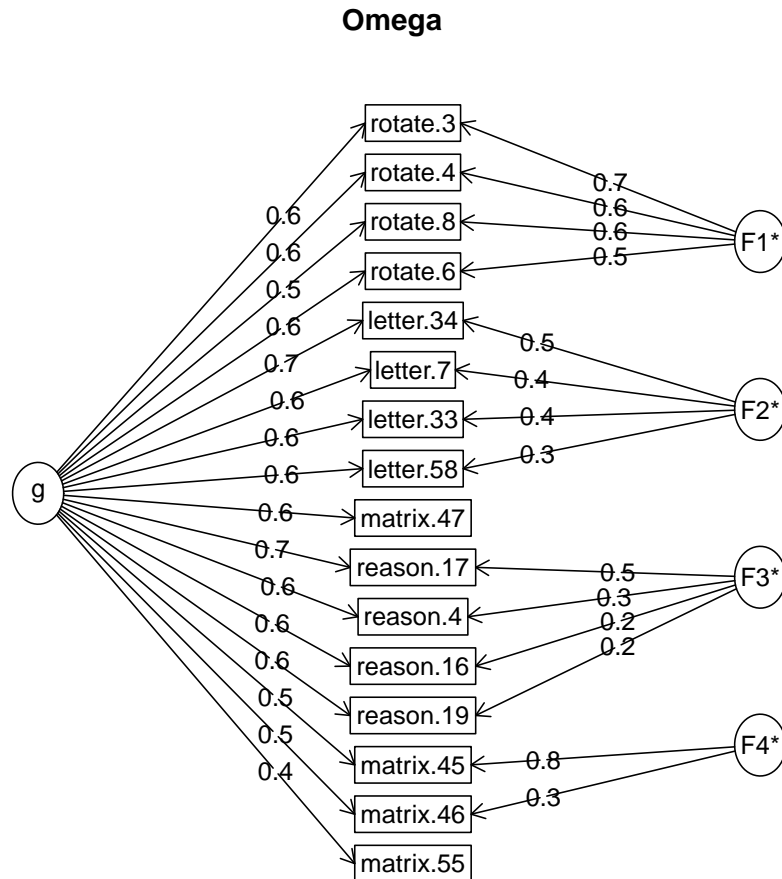 Omega
rotate.3
rotate.4
rotate.8
rotate.6
letter.34
letter.7
letter.33
letter.58
matrix.47
reason.17
reason.4
reason.16
reason.19
matrix.45
matrix.46
matrix.55
g
0.6
0.6
0.5
0.6
0.7
0.6
0.6
0.6
0.6
0.7
0.6
0.6
0.6
0.5
0.5
0.4
F1*
0.7
0.6
0.6
0.5
F2*
0.5
0.4
0.4
0.3
F3*
0.5
0.3
0.2
0.2
F4*
0.8
0.3